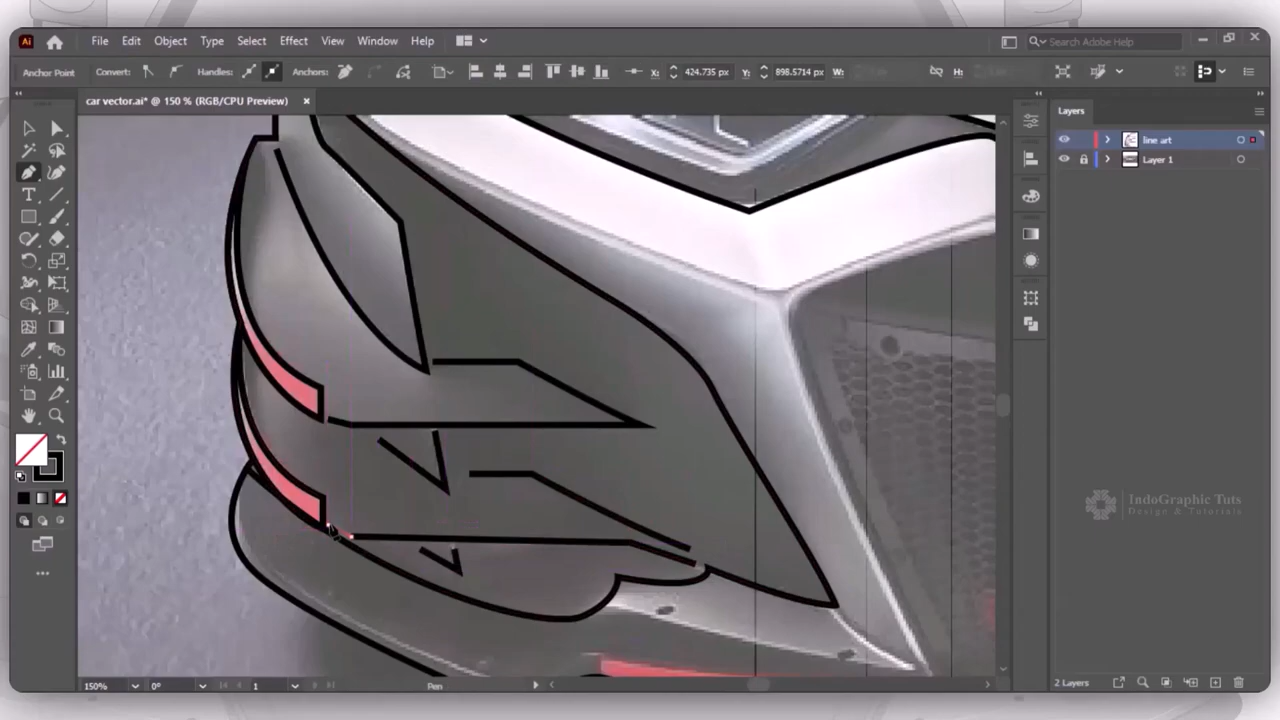 Ai File Edit Object Type Select Effect View Window Help Search Adobe Help
Anchor Point Convert: Handles: Anchors: X: 424.735 px Y: 898.5714 px W: H:
car vector.ai* @ 150 % (RGB/CPU Preview) ×
Layers
line art
Layer 1
IndoGraphic Tuts
Design & Tutorials
150% 0° 1 Pen
2 Layers